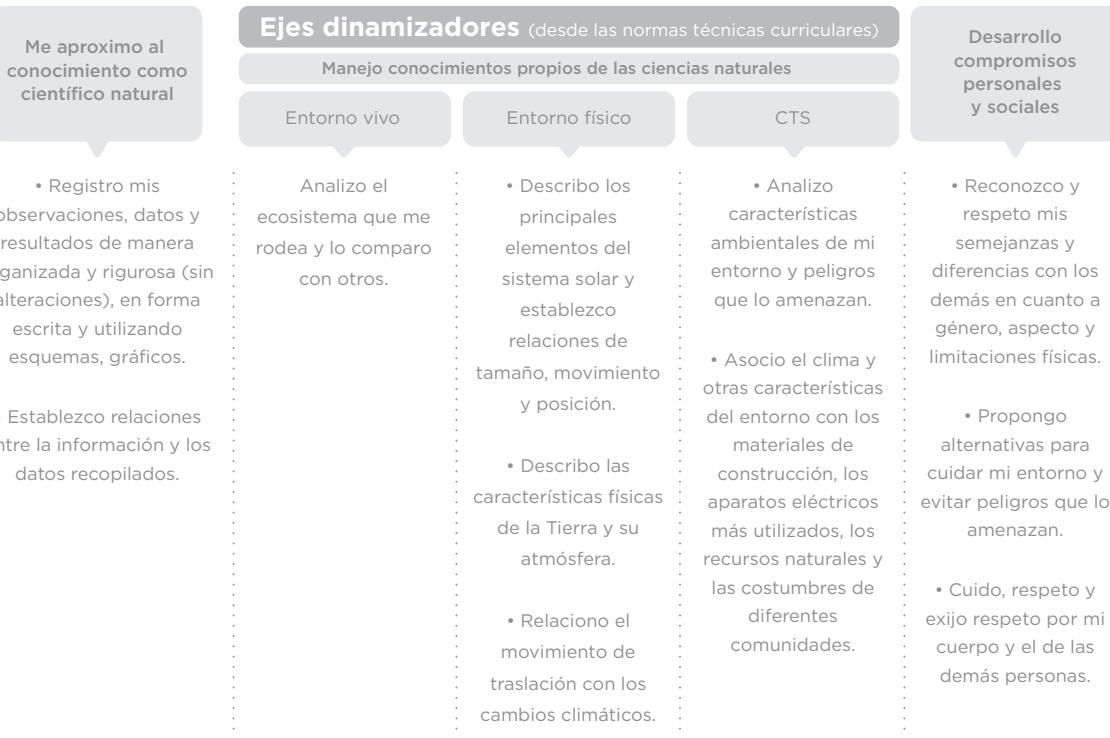 Me aproximo al
conocimiento como
científico natural
• Registro mis
observaciones, datos y
resultados de manera
organizada y rigurosa (sin
alteraciones), en forma
escrita y utilizando
esquemas, gráficos.
Establezco relaciones
entre la información y los
datos recopilados.
Ejes dinamizadores (desde las normas técnicas curriculares)
Manejo conocimientos propios de las ciencias naturales
Entorno vivo
Analizo el
ecosistema que me
rodea y lo comparo
con otros.
Entorno físico
• Describo los
principales
elementos del
sistema solar y
establezco
relaciones de
tamaño, movimiento
y posición.
• Describo las
características físicas
de la Tierra y su
atmósfera.
• Relaciono el
movimiento de
traslación con los
cambios climáticos.
CTS
• Analizo
características
ambientales de mi
entorno y peligros
que lo amenazan.
• Asocio el clima y
otras características
del entorno con los
materiales de
construcción, los
aparatos eléctricos
más utilizados, los
recursos naturales y
las costumbres de
diferentes
comunidades.
Desarrollo
compromisos
personales
y sociales
• Reconozco y
respeto mis
semejanzas y
diferencias con los
demás en cuanto a
género, aspecto y
limitaciones físicas.
• Propongo
alternativas para
cuidar mi entorno y
evitar peligros que lo
amenazan.
• Cuido, respeto y
exijo respeto por mi
cuerpo y el de las
demás personas.